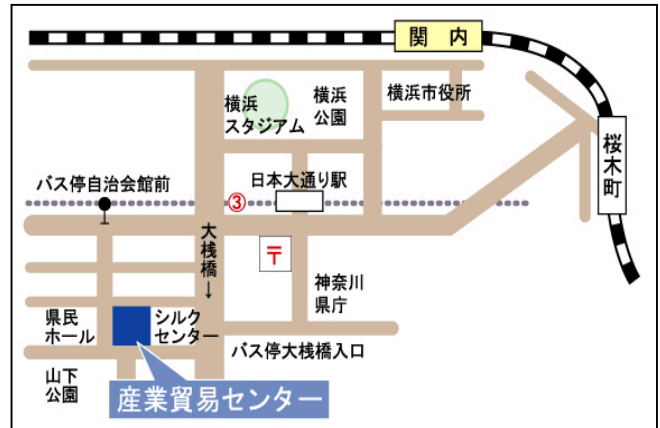 関内
横浜
スタジアム
横浜
公園
横浜市役所
桜木町
バス停自治会館前
日本大通り駅
③
大桟橋→
〒
神奈川
県庁
県民
ホール
シルク
センター
バス停大桟橋入口
山下
公園
産業貿易センター